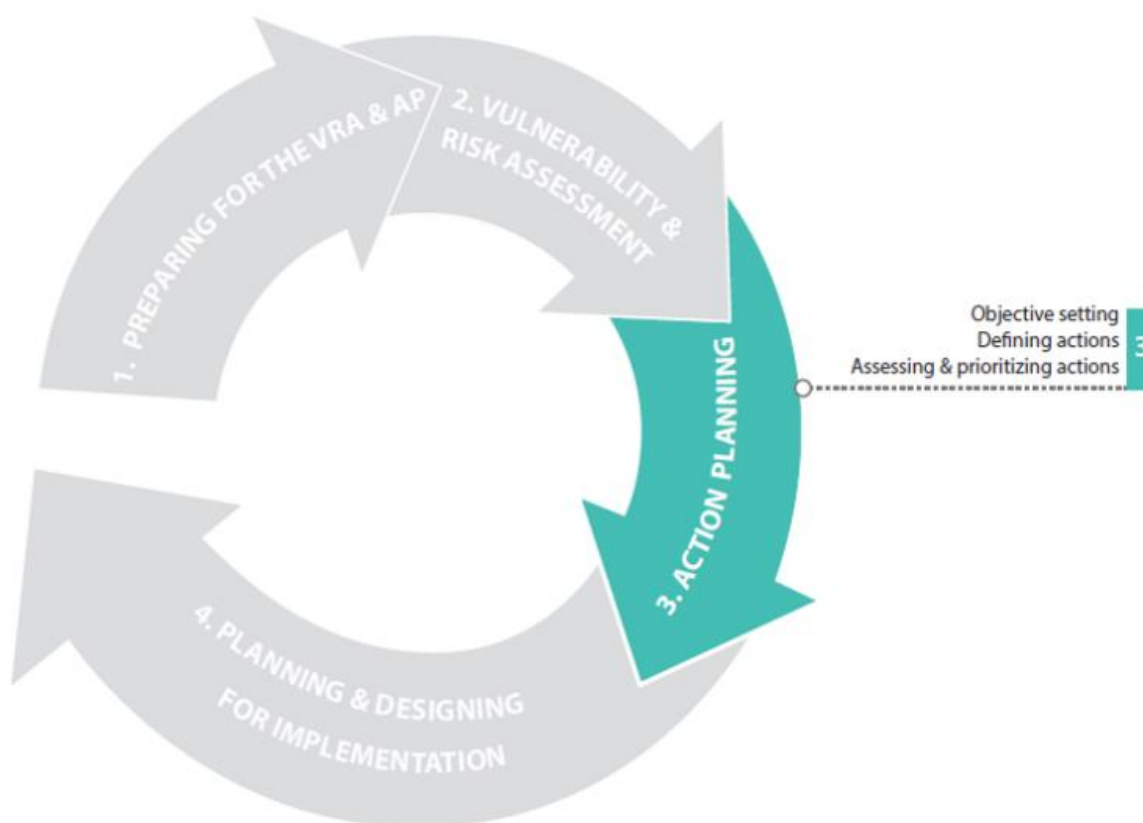 1. PREPARING FOR THE VRA & AP
2. VULNERABILITY &
RISK ASSESSMENT
Objective setting
Defining actions
Assessing & prioritizing actions
3
3. ACTION PLANNING
4. PLANNING & DESIGNING
FOR IMPLEMENTATION